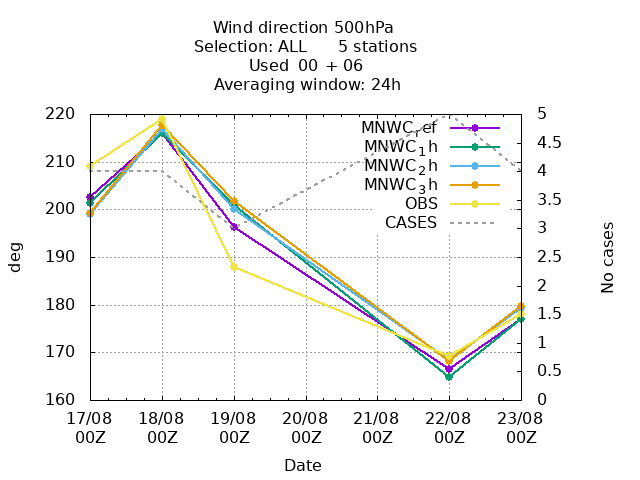 Wind direction 500hPa
Selection: ALL 5 stations
Used 00 + 06
Averaging window: 24h
220
210
200
190
180
170
160
deg
5
4.5
4
3.5
3
2.5
2
1.5
1
0.5
0
No cases
MNWCref
MNWC1h
MNWC2h
MNWC3h
OBS
CASES
17/08 18/08 19/08 20/08 21/08 22/08 23/08
00Z 00Z 00Z 00Z 00Z 00Z 00Z
Date